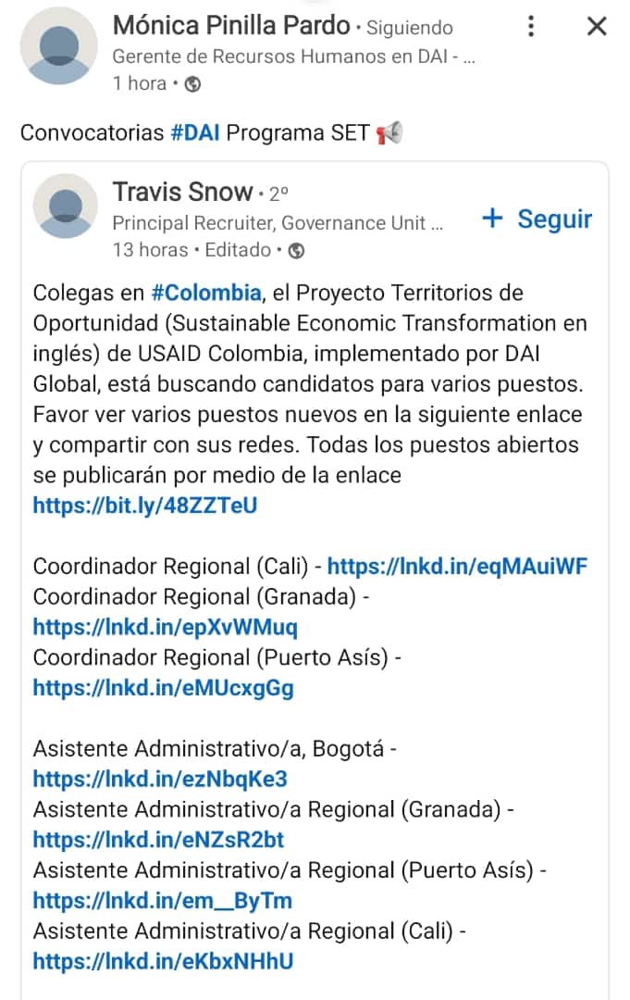 Mónica Pinilla Pardo • Siguiendo
Gerente de Recursos Humanos en DAI - ...
1 hora •
Convocatorias #DAI Programa SET
Travis Snow • 2º
Principal Recruiter, Governance Unit ...
13 horas • Editado •
+ Seguir
Colegas en #Colombia, el Proyecto Territorios de
Oportunidad (Sustainable Economic Transformation en
inglés) de USAID Colombia, implementado por DAI
Global, está buscando candidatos para varios puestos.
Favor ver varios puestos nuevos en la siguiente enlace
y compartir con sus redes. Todas los puestos abiertos
se publicarán por medio de la enlace
https://bit.ly/48ZZTeU
Coordinador Regional (Cali) - https://lnkd.in/eqMAuiWF
Coordinador Regional (Granada) -
https://lnkd.in/epXvWMuq
Coordinador Regional (Puerto Asís) -
https://lnkd.in/eMUcxgGg
Asistente Administrativo/a, Bogotá -
https://lnkd.in/ezNbqKe3
Asistente Administrativo/a Regional (Granada) -
https://lnkd.in/eNZsR2bt
Asistente Administrativo/a Regional (Puerto Asís) -
https://lnkd.in/em__ByTm
Asistente Administrativo/a Regional (Cali) -
https://lnkd.in/eKbxNHhU